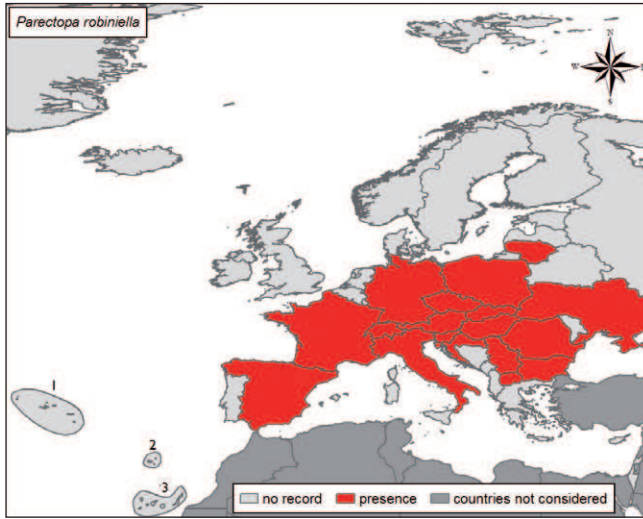 Parectopa robiniella
N
W E
S
1
2
3
no record presence countries not considered